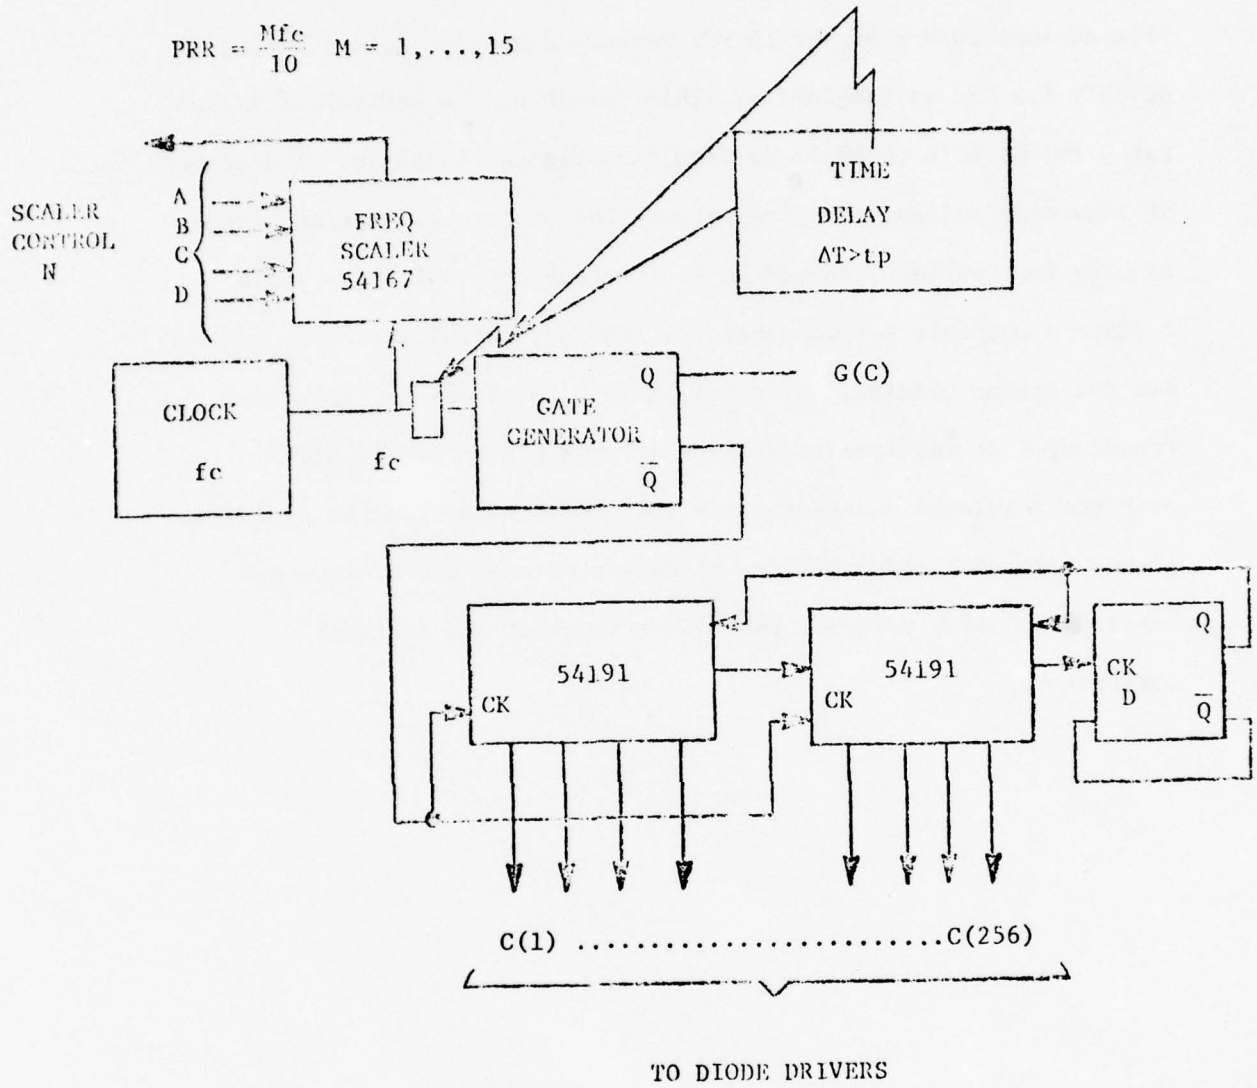 PRR = Mfc/10 M = 1,...,15
SCALER
CONTROL
N
A
B
C
D
FREQ
SCALER
54167
TIME
DELAY
ΔT>tp
CLOCK
fc
fc
GATE
GENERATOR
Q
Q̅
G(C)
54191
CK
54191
CK
CK
D
Q
Q̅
C(1) ..........................C(256)
TO DIODE DRIVERS